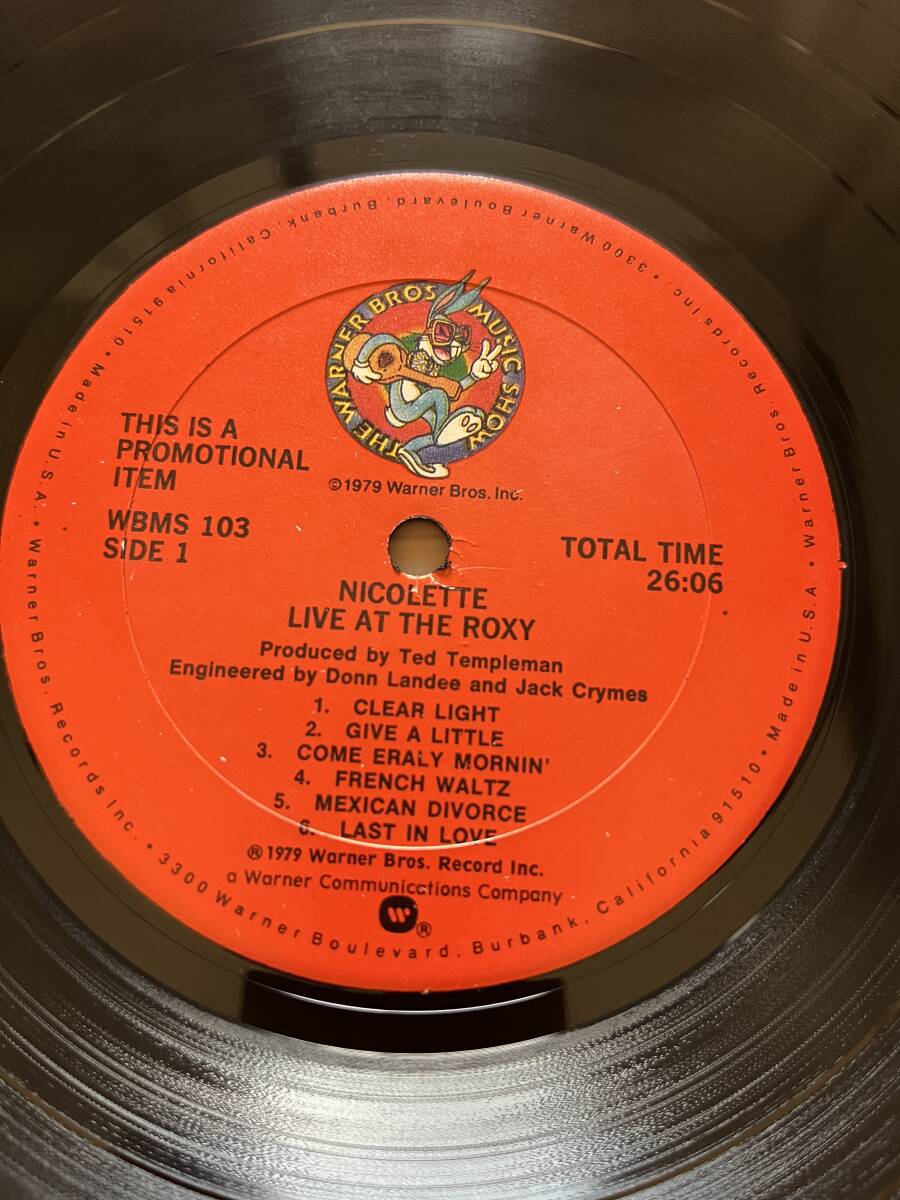 THE WARNER BROS MUSIC SHOW
©1979 Warner Bros. Inc.
THIS IS A
PROMOTIONAL
ITEM
WBMS 103
SIDE 1
TOTAL TIME
26:06
NICOLETTE
LIVE AT THE ROXY
Produced by Ted Templeman
Engineered by Donn Landee and Jack Crymes
1. CLEAR LIGHT
2. GIVE A LITTLE
3. COME ERALY MORNIN'
4. FRENCH WALTZ
5. MEXICAN DIVORCE
6. LAST IN LOVE
℗1979 Warner Bros. Record Inc.
a Warner Communications Company
W®
Warner Bros. Records Inc. • 3300 Warner Boulevard, Burbank, California 91510 • Made in U.S.A. • Warner Bros. Records Inc. • 3300 Warner Boulevard, Burbank, California 91510 • Made in U.S.A. •